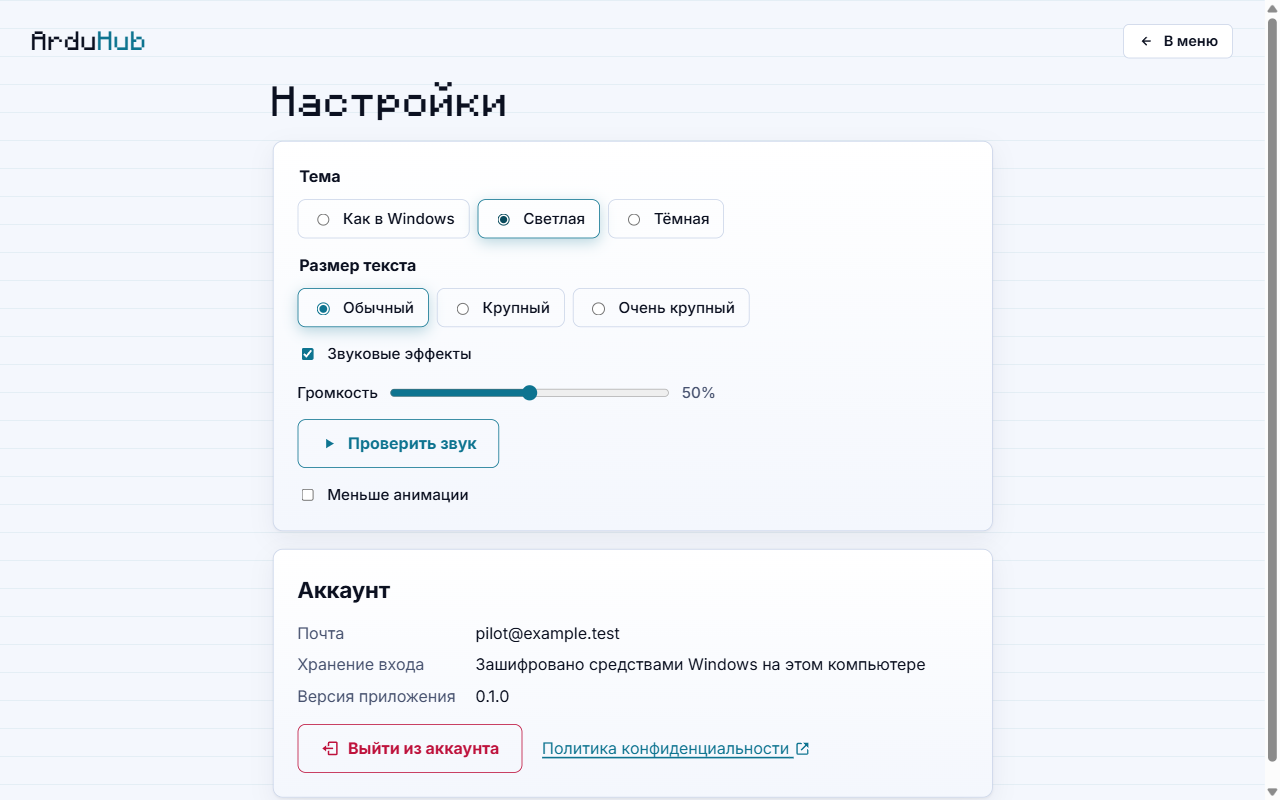 ArduHub
← В меню
Настройки
Тема
Как в Windows
Светлая
Тёмная
Размер текста
Обычный
Крупный
Очень крупный
Звуковые эффекты
Громкость 50%
Проверить звук
Меньше анимации
Аккаунт
Почта pilot@example.test
Хранение входа Зашифровано средствами Windows на этом компьютере
Версия приложения 0.1.0
Выйти из аккаунта
Политика конфиденциальности